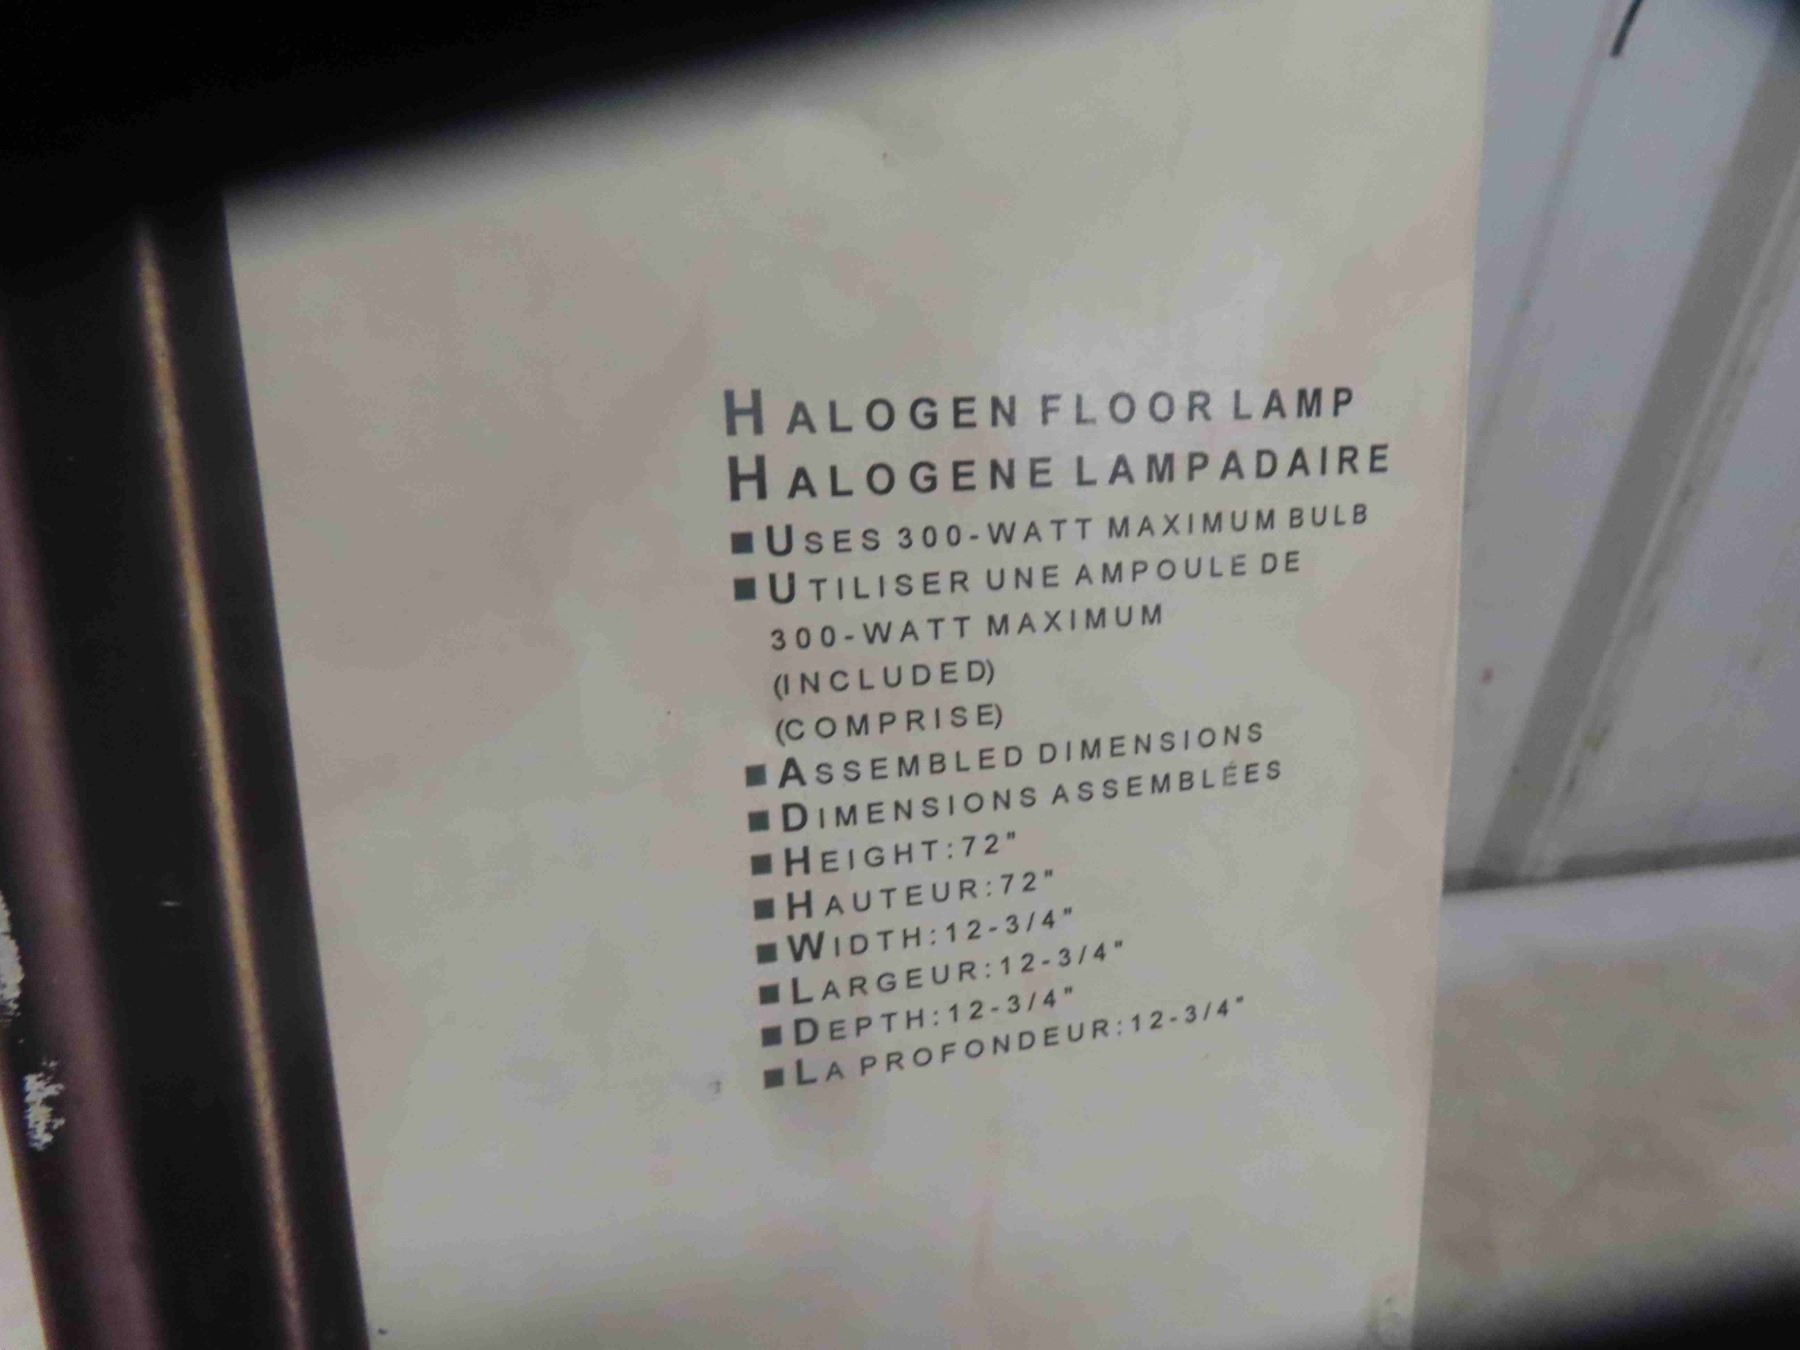 HALOGEN FLOOR LAMP
HALOGENE LAMPADAIRE
■ USES 300-WATT MAXIMUM BULB
■ UTILISER UNE AMPOULE DE
300-WATT MAXIMUM
(INCLUDED)
(COMPRISE)
■ ASSEMBLED DIMENSIONS
■ DIMENSIONS ASSEMBLÉES
■ HEIGHT:72"
■ HAUTEUR:72"
■ WIDTH:12-3/4"
■ LARGEUR:12-3/4"
■ DEPTH:12-3/4"
■ LA PROFONDEUR:12-3/4"